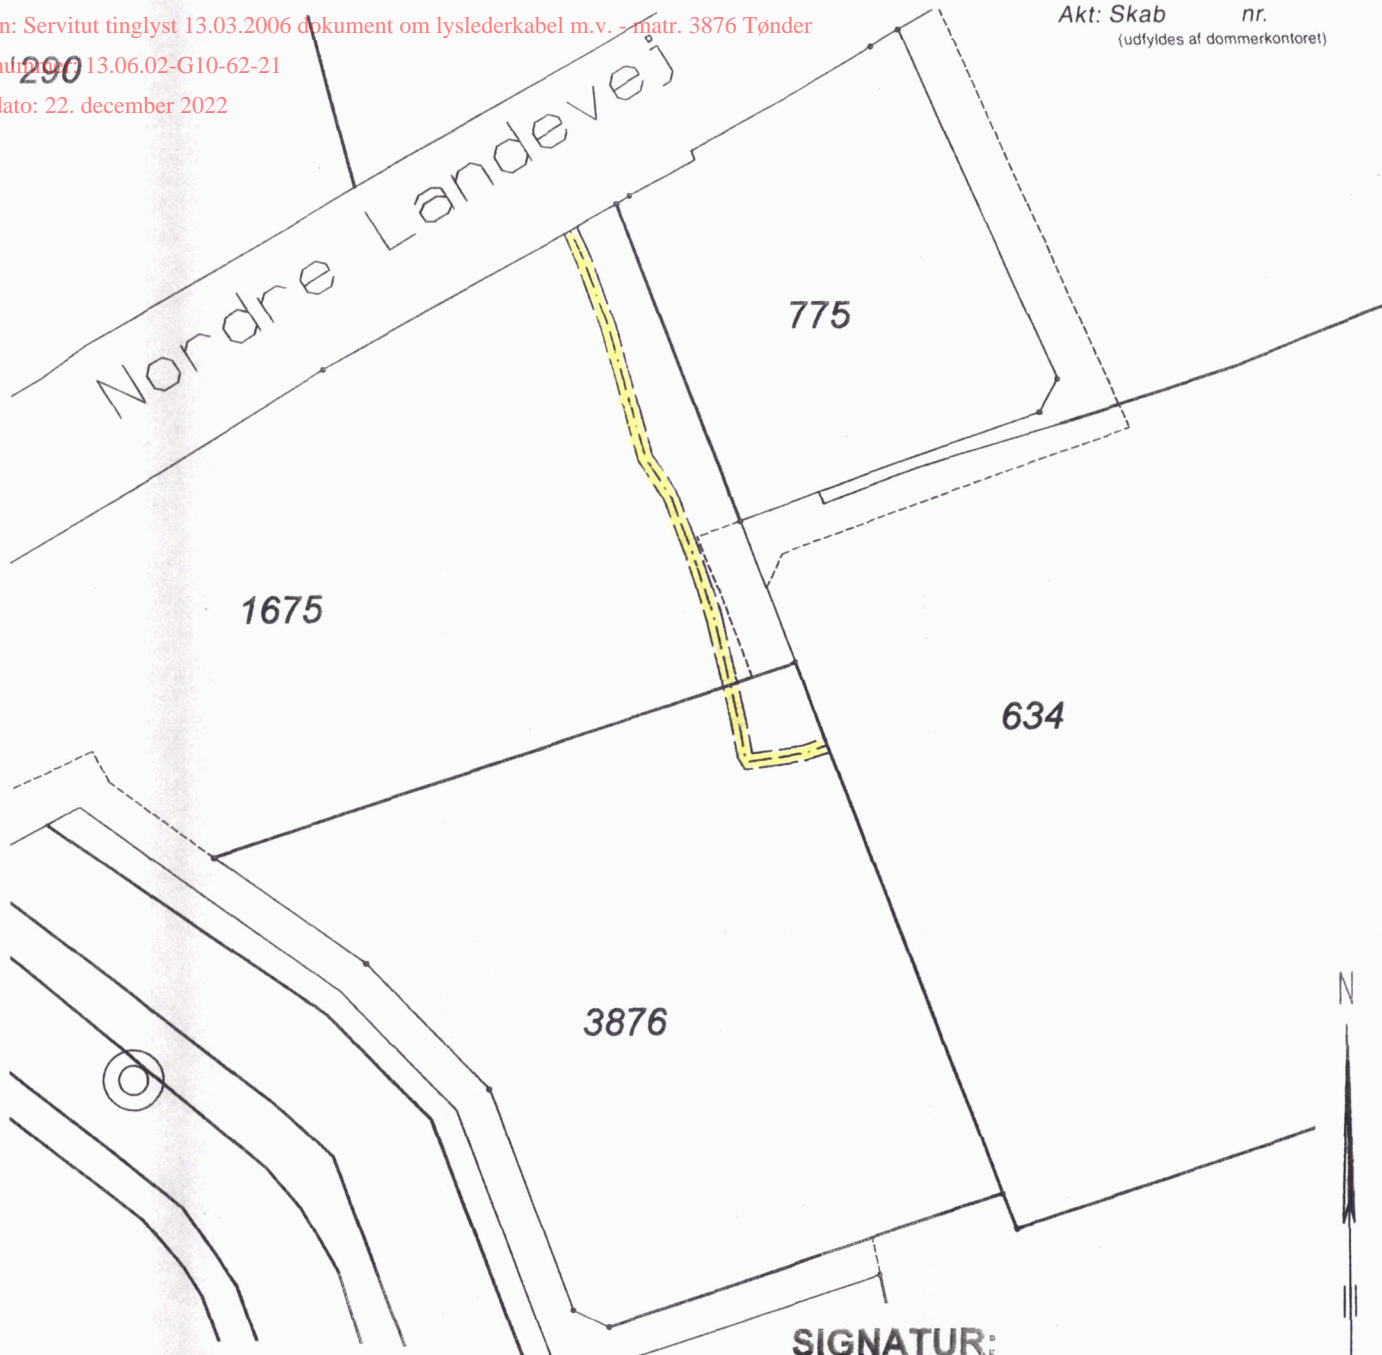 n: Servitut tinglyst 13.03.2006 dokument om lyslederkabel m.v. - matr. 3876 Tønder
Akt: Skab nr.
(udfyldes af dommerkontoret)
nummer: 13.06.02-G10-62-21
290
dato: 22. december 2022
Nordre Landevej
775
1675
634
3876
N
SIGNATUR: